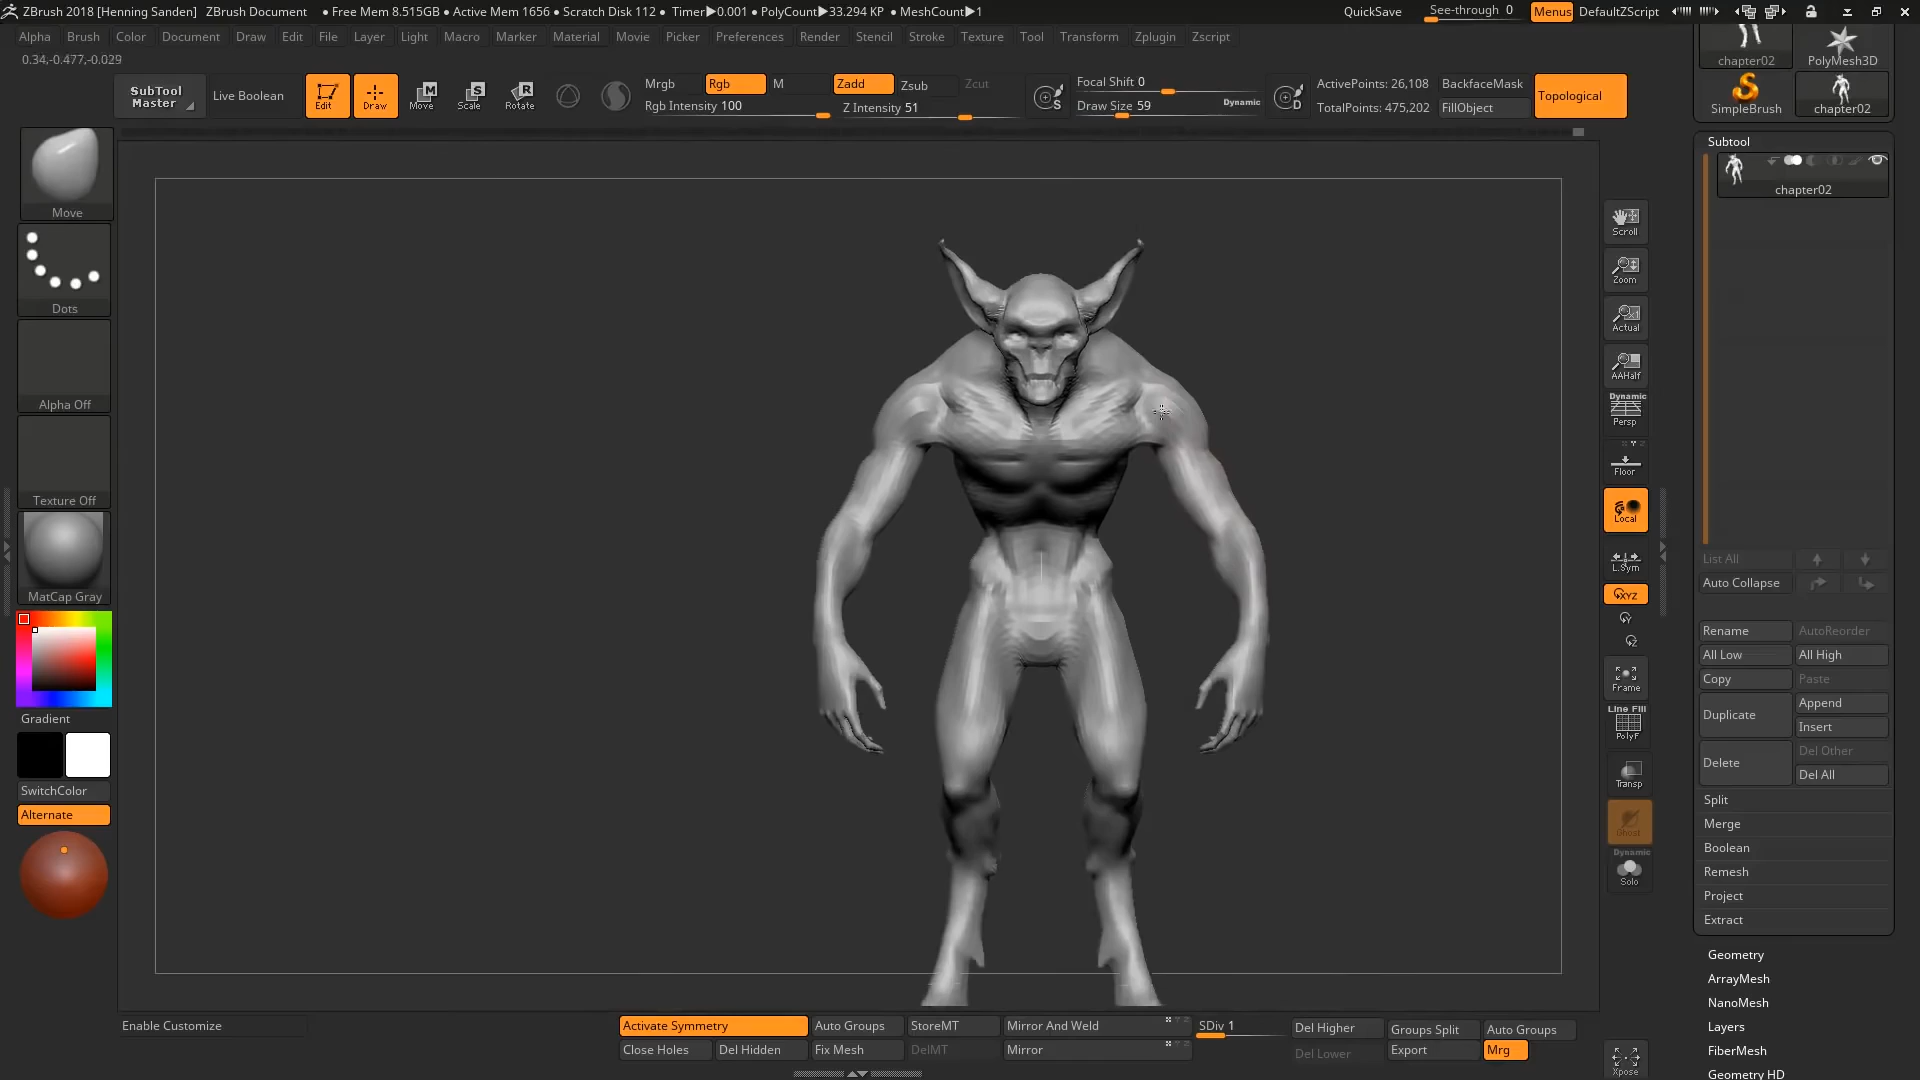 ZBrush 2018 [Henning Sanden] ZBrush Document • Free Mem 8.515GB • Active Mem 1656 • Scratch Disk 112 • Timer▶0.001 • PolyCount▶33.294 KP • MeshCount▶1 QuickSave See-through 0 Menus DefaultZScript
Alpha Brush Color Document Draw Edit File Layer Light Macro Marker Material Movie Picker Preferences Render Stencil Stroke Texture Tool Transform Zplugin Zscript
0.34,-0.477,-0.029
SubTool
Master
Live Boolean
Edit
Draw
Move
Scale
Rotate
Mrgb Rgb M Zadd Zsub Zcut
Rgb Intensity 100 Z Intensity 51
Focal Shift 0
Draw Size 59 Dynamic
ActivePoints: 26,108 BackfaceMask
TotalPoints: 475,202 FillObject
Topological
chapter02 PolyMesh3D
SimpleBrush chapter02
Move
Dots
Alpha Off
Texture Off
MatCap Gray
Gradient
SwitchColor
Alternate
Scroll
Zoom
Actual
AAHalf
Dynamic
Persp
Floor
Local
L.Sym
XYZ
Y
Z
Frame
Line Fill
PolyF
Transp
Ghost
Dynamic
Solo
Xpose
Subtool
chapter02
List All
Auto Collapse
Rename AutoReorder
All Low All High
Copy Paste
Duplicate Append
Insert
Delete Del Other
Del All
Split
Merge
Boolean
Remesh
Project
Extract
Geometry
ArrayMesh
NanoMesh
Layers
FiberMesh
Geometry HD
Enable Customize
Activate Symmetry Auto Groups StoreMT Mirror And Weld SDiv 1 Del Higher Groups Split Auto Groups
Close Holes Del Hidden Fix Mesh DelMT Mirror Del Lower Export Mrg